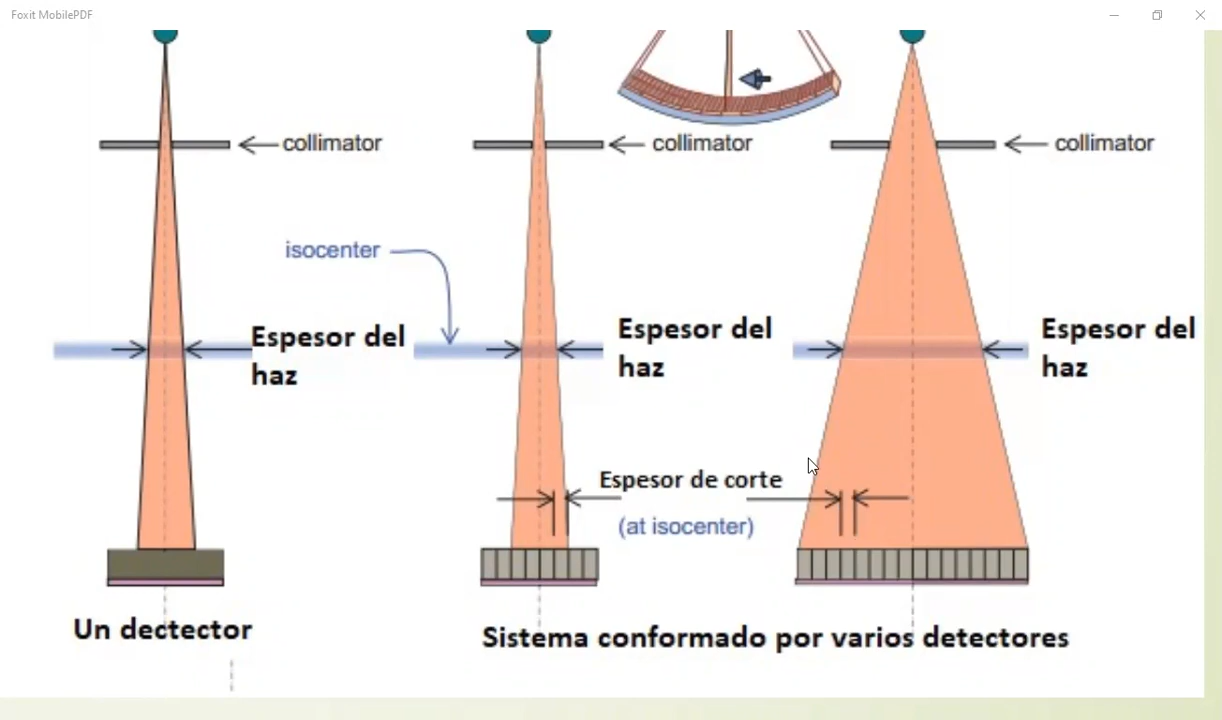 Foxit MobilePDF
collimator
collimator
collimator
isocenter
Espesor del
haz
Espesor del
haz
Espesor del
haz
Espesor de corte
(at isocenter)
Un dectector
Sistema conformado por varios detectores